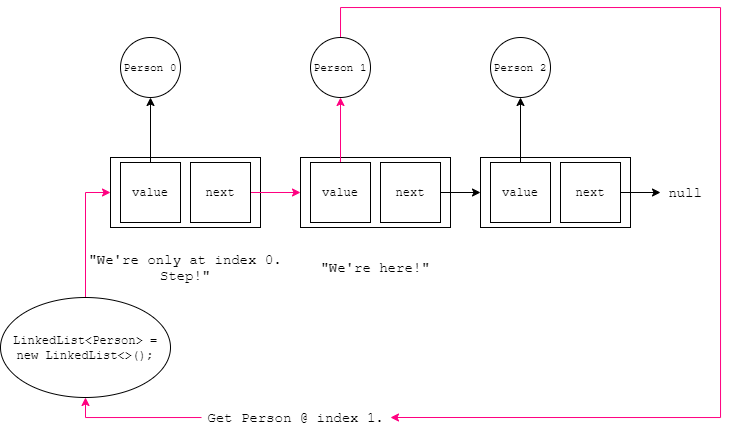 Person 0
Person 1
Person 2
value
next
value
next
value
next
null
"We're only at index 0.
Step!"
"We're here!"
LinkedList<Person> =
new LinkedList<>();
Get Person @ index 1.